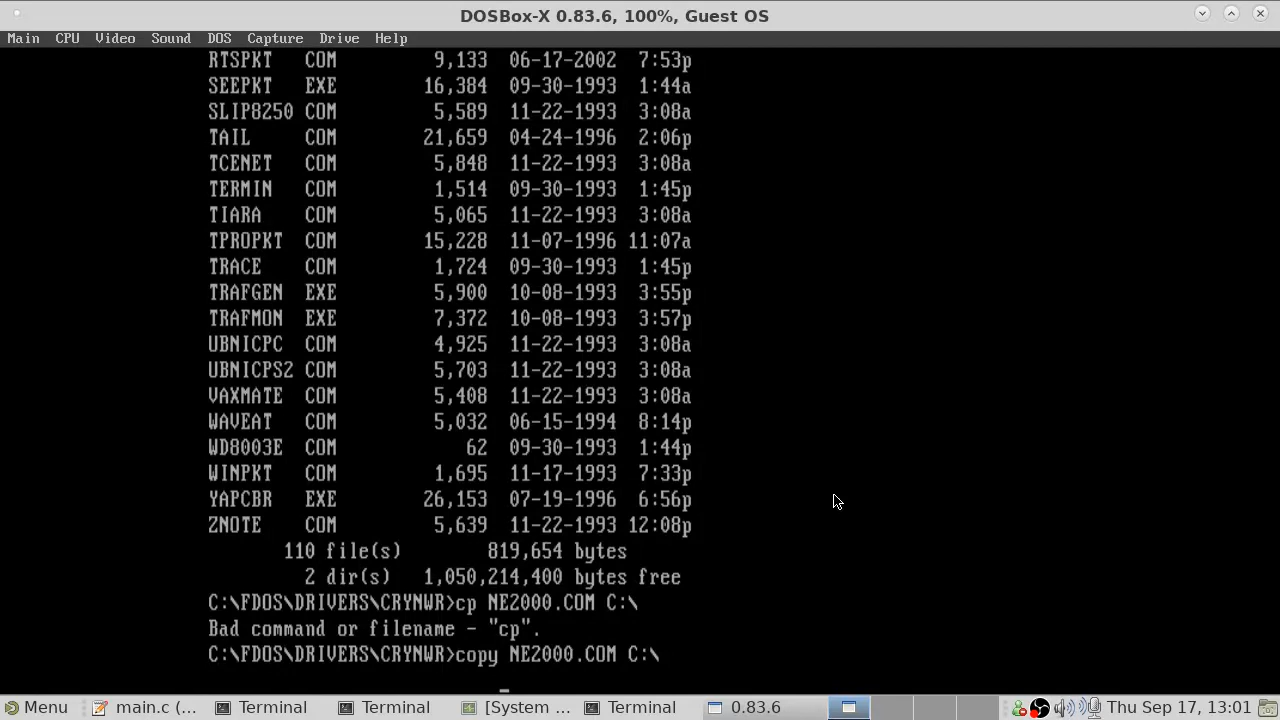 DOSBox-X 0.83.6, 100%, Guest OS
Main CPU Video Sound DOS Capture Drive Help
RTSPKT COM 9,133 06-17-2002 7:53p
SEEPKT EXE 16,384 09-30-1993 1:44a
SLIP8250 COM 5,589 11-22-1993 3:08a
TAIL COM 21,659 04-24-1996 2:06p
TCENET COM 5,848 11-22-1993 3:08a
TERMIN COM 1,514 09-30-1993 1:45p
TIARA COM 5,065 11-22-1993 3:08a
TPROPKT COM 15,228 11-07-1996 11:07a
TRACE COM 1,724 09-30-1993 1:45p
TRAFGEN EXE 5,900 10-08-1993 3:55p
TRAFMON EXE 7,372 10-08-1993 3:57p
UBNICPC COM 4,925 11-22-1993 3:08a
UBNICPS2 COM 5,703 11-22-1993 3:08a
VAXMATE COM 5,408 11-22-1993 3:08a
WAVEAT COM 5,032 06-15-1994 8:14p
WD8003E COM 62 09-30-1993 1:44p
WINPKT COM 1,695 11-17-1993 7:33p
YAPCBR EXE 26,153 07-19-1996 6:56p
ZNOTE COM 5,639 11-22-1993 12:08p
110 file(s) 819,654 bytes
2 dir(s) 1,050,214,400 bytes free
C:\FDOS\DRIVERS\CRYNWR>cp NE2000.COM C:\
Bad command or filename - "cp".
C:\FDOS\DRIVERS\CRYNWR>copy NE2000.COM C:\
Menu main.c (... Terminal Terminal [System ... Terminal 0.83.6 Thu Sep 17, 13:01